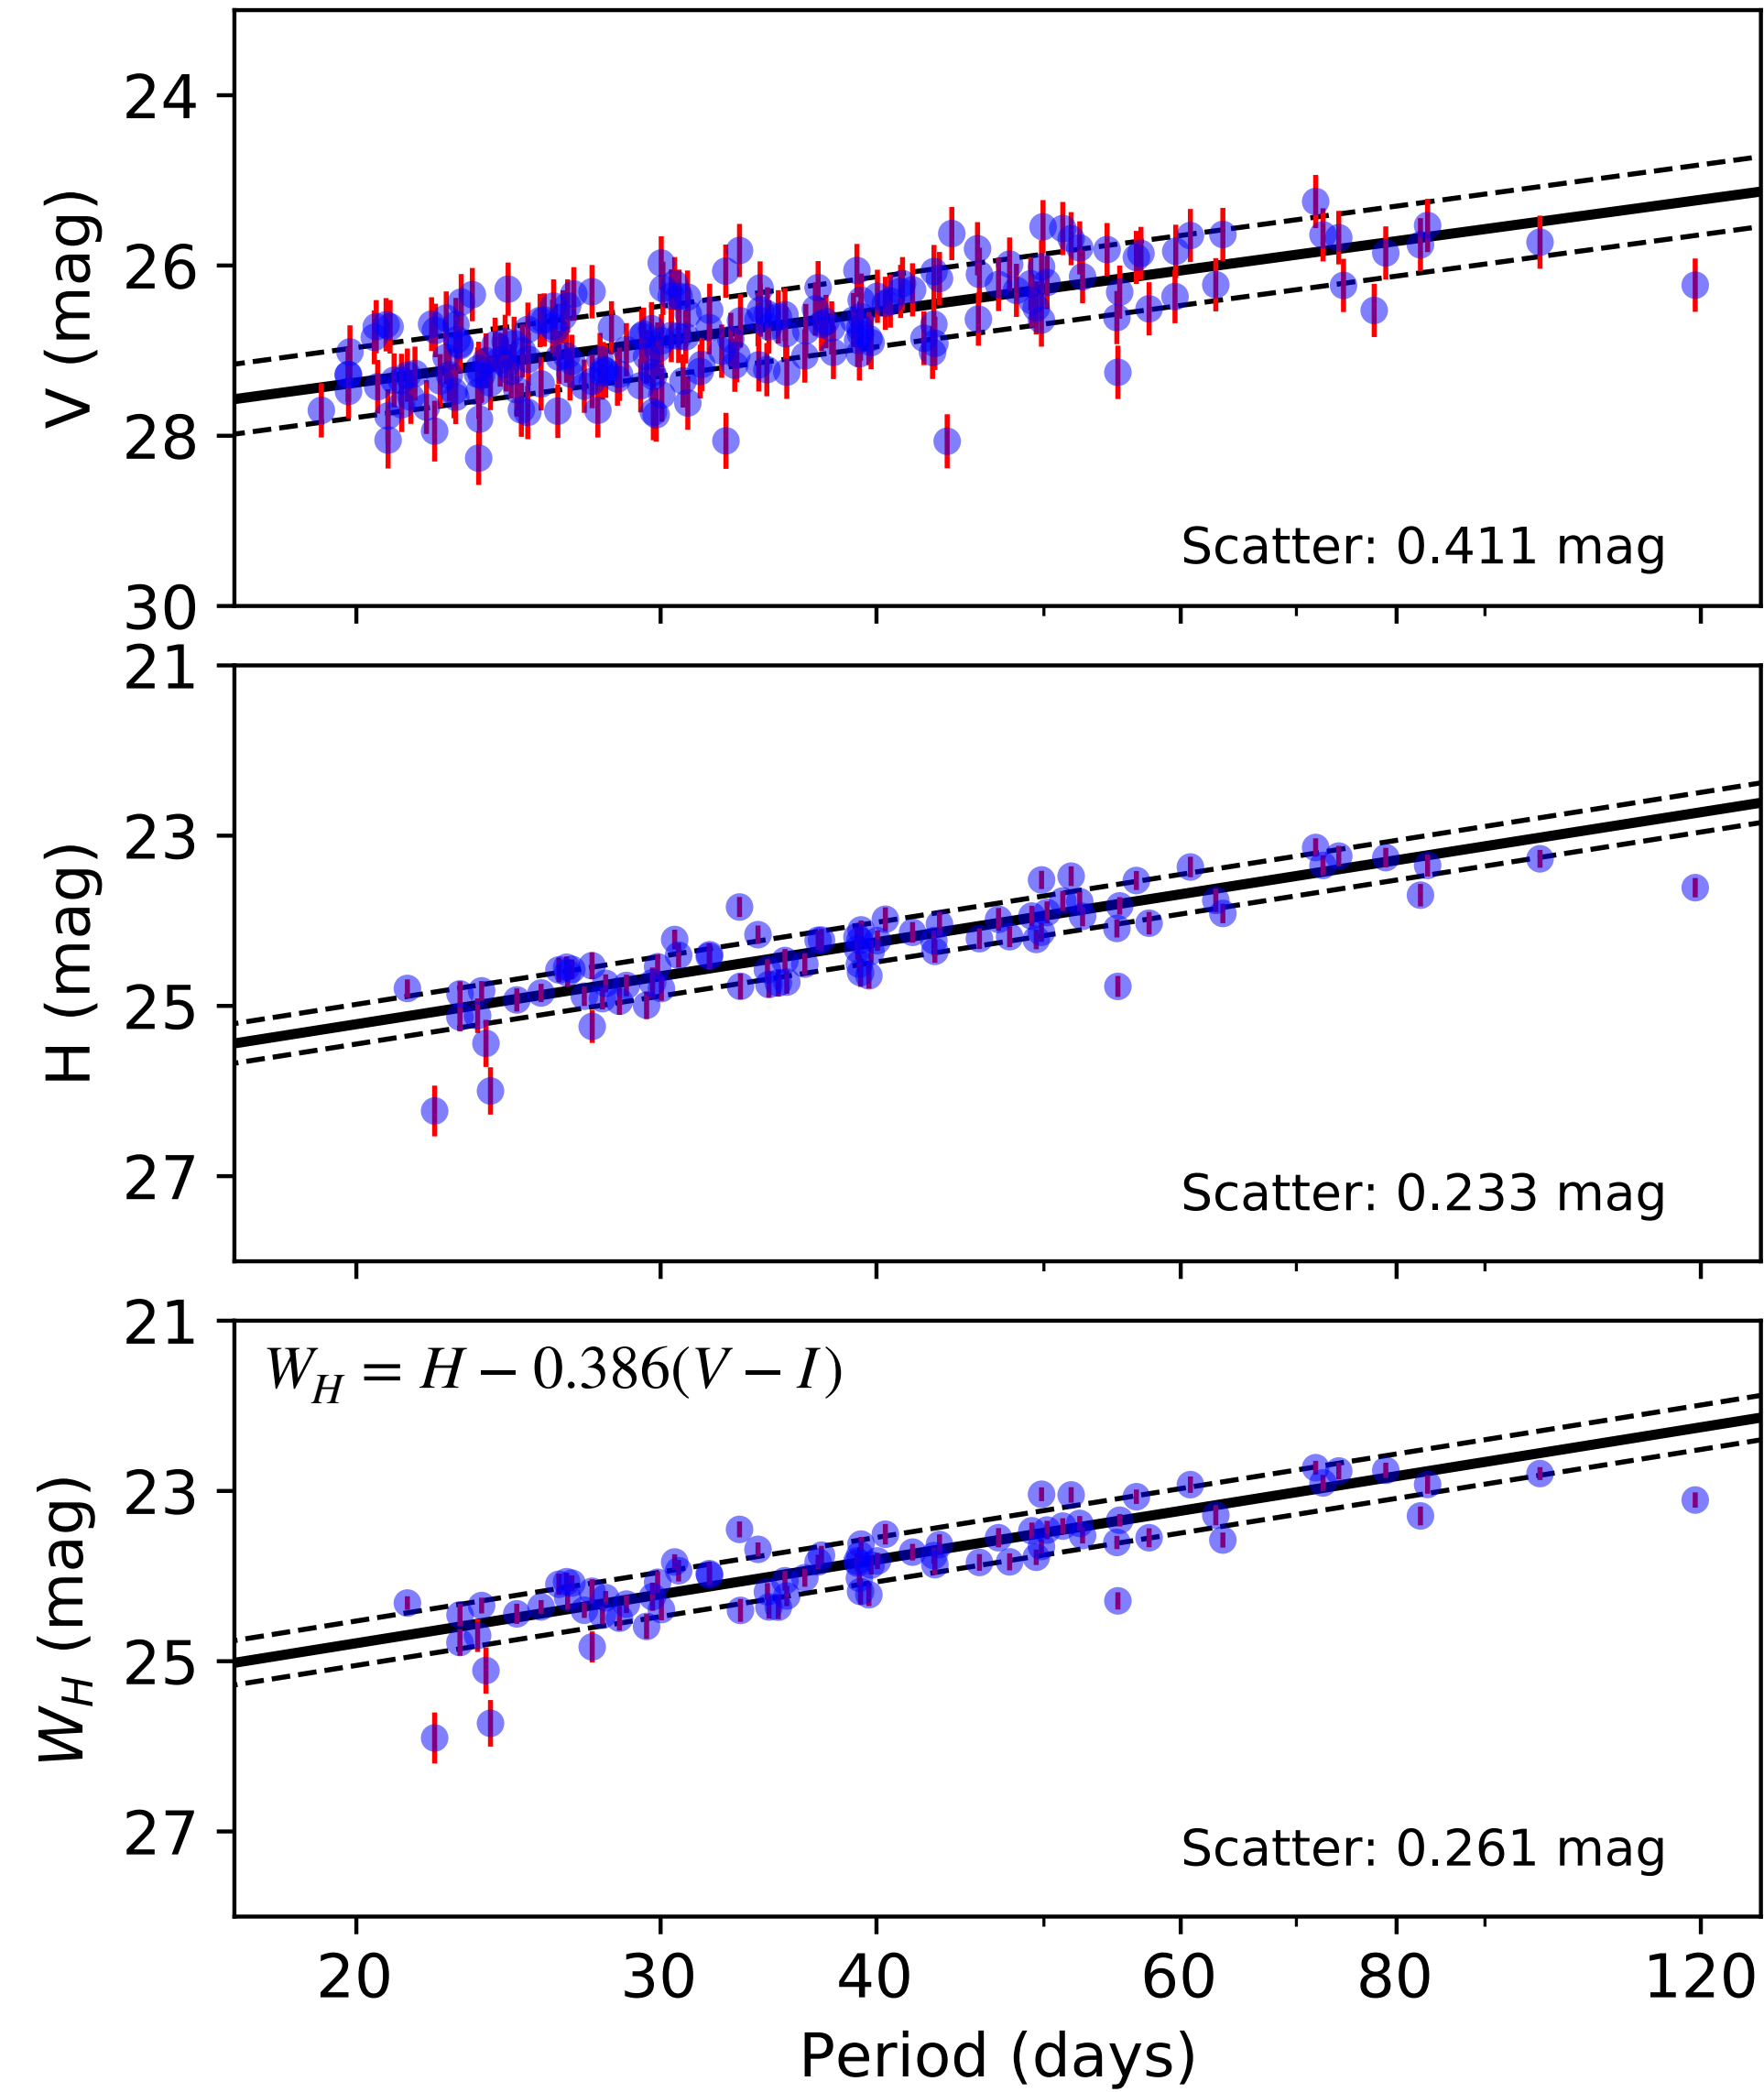 24
26
28
30
V (mag)
Scatter: 0.411 mag
21
23
25
27
H (mag)
Scatter: 0.233 mag
21
23
25
27
W_H (mag)
W_H = H − 0.386(V − I)
Scatter: 0.261 mag
20 30 40 60 80 120
Period (days)